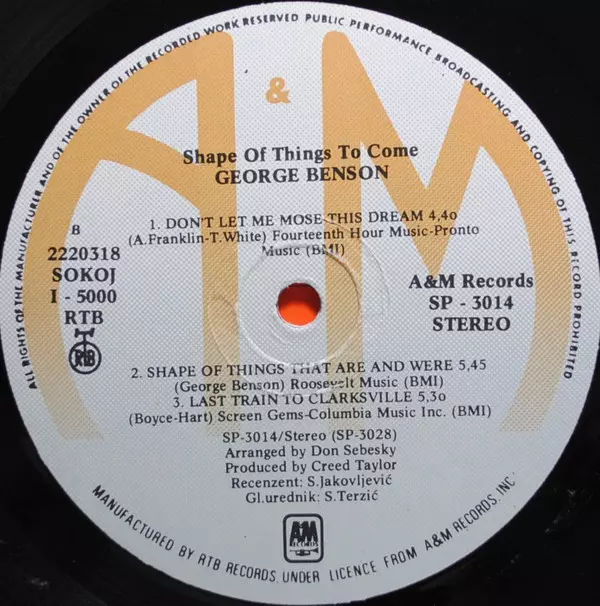 ALL RIGHTS OF THE MANUFACTURER AND OF THE OWNER OF THE RECORDED WORK RESERVED PUBLIC PERFORMANCE BROADCASTING AND COPYING OF THIS RECORD PROHIBITED
A&M
Shape Of Things To Come
GEORGE BENSON
1. DON'T LET ME MOSE THIS DREAM 4,4o
(A.Franklin-T.White) Fourteenth Hour Music-Pronto
Music (BMI)
B
2220318
SOKOJ
I - 5000
RTB
RTB
A&M Records
SP - 3014
STEREO
2. SHAPE OF THINGS THAT ARE AND WERE 5,45
(George Benson) Roosevelt Music (BMI)
3. LAST TRAIN TO CLARKSVILLE 5,3o
(Boyce-Hart) Screen Gems-Columbia Music Inc. (BMI)
SP-3014/Stereo (SP-3028)
Arranged by Don Sebesky
Produced by Creed Taylor
Recenzent: S.Jakovljević
Gl.urednik: S.Terzić
A&M
RECORDS
MANUFACTURED BY RTB RECORDS UNDER LICENCE FROM A&M RECORDS, INC.